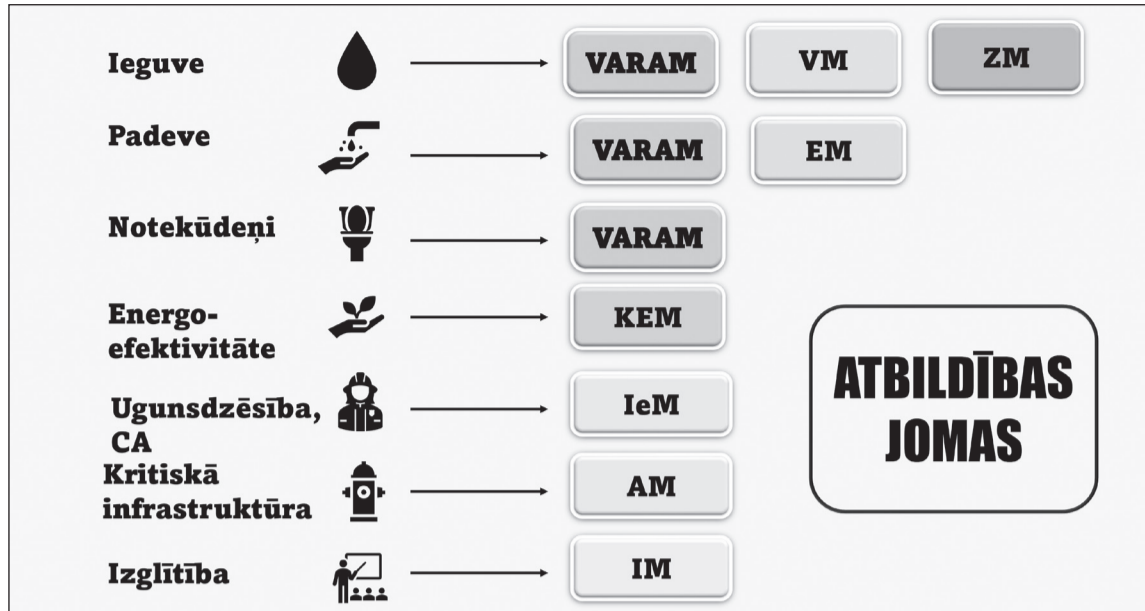 Ieguve
VARAM
VM
ZM
Padeve
VARAM
EM
Notekūdeņi
VARAM
Energo-
efektivitāte
KEM
Ugunsdzēsība,
CA
IeM
Kritiskā
infrastruktūra
AM
Izglītība
IM
ATBILDĪBAS
JOMAS